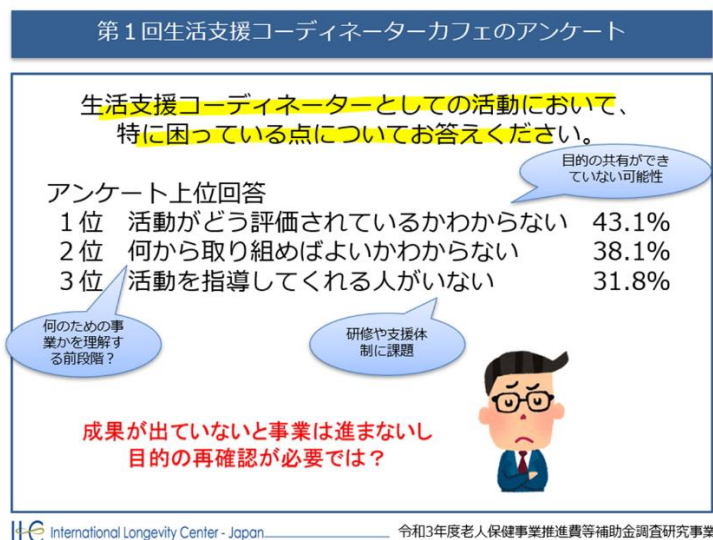 第１回生活支援コーディネーターカフェのアンケート
生活支援コーディネーターとしての活動において、
特に困っている点についてお答えください。
目的の共有ができ
ていない可能性
アンケート上位回答
１位 活動がどう評価されているかわからない 43.1%
２位 何から取り組めばよいかわからない 38.1%
３位 活動を指導してくれる人がいない 31.8%
何のための事
業かを理解す
る前段階？
研修や支援体
制に課題
成果が出ていないと事業は進まないし
目的の再確認が必要では？
ILC International Longevity Center - Japan
令和3年度老人保健事業推進費等補助金調査研究事業